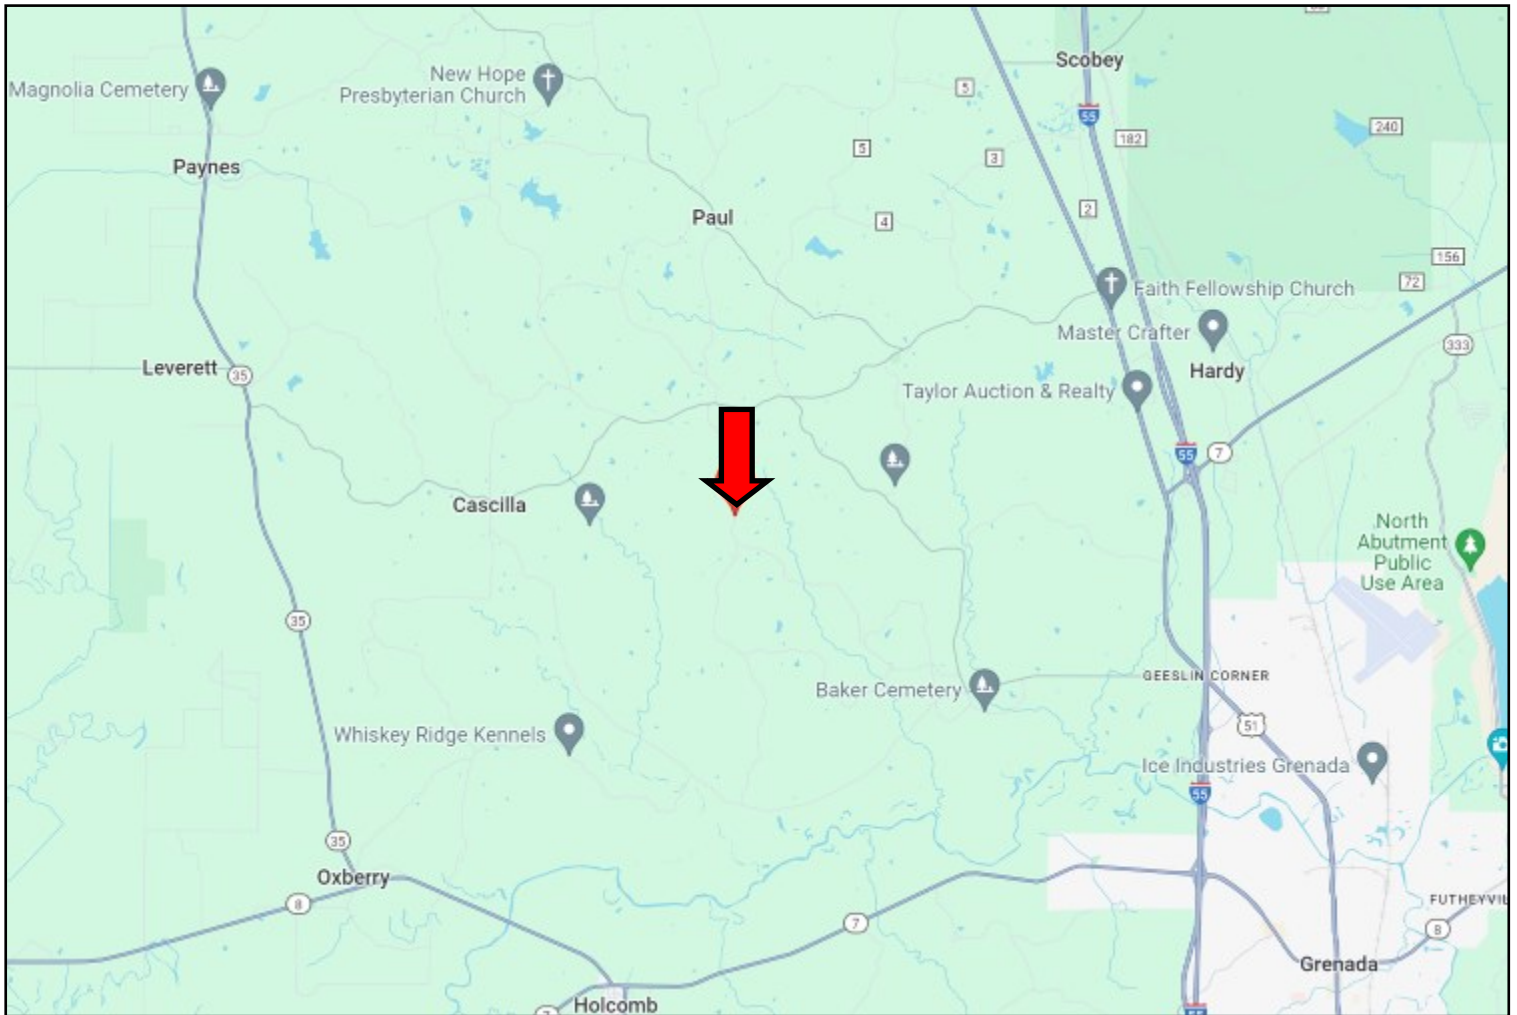 Scobey
55
Magnolia Cemetery
New Hope
Presbyterian Church
5
240
182
5
3
Paynes
2
Paul
4
156
72
Faith Fellowship Church
Master Crafter
333
Leverett
35
Hardy
Taylor Auction & Realty
55
7
Cascilla
North
Abutment
Public
Use Area
35
GEESLIN CORNER
Baker Cemetery
51
Whiskey Ridge Kennels
Ice Industries Grenada
55
35
Oxberry
8
FUTHEYVIL
7
8
Grenada
Holcomb